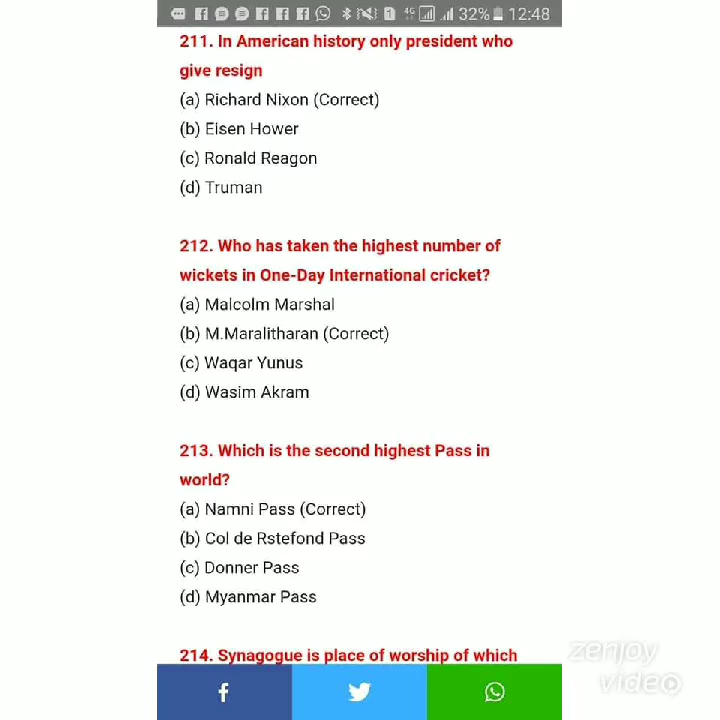 4G 32% 12:48
211. In American history only president who
give resign
(a) Richard Nixon (Correct)
(b) Eisen Hower
(c) Ronald Reagon
(d) Truman
212. Who has taken the highest number of
wickets in One-Day International cricket?
(a) Malcolm Marshal
(b) M.Maralitharan (Correct)
(c) Waqar Yunus
(d) Wasim Akram
213. Which is the second highest Pass in
world?
(a) Namni Pass (Correct)
(b) Col de Rstefond Pass
(c) Donner Pass
(d) Myanmar Pass
214. Synagogue is place of worship of which
zenjoy
video